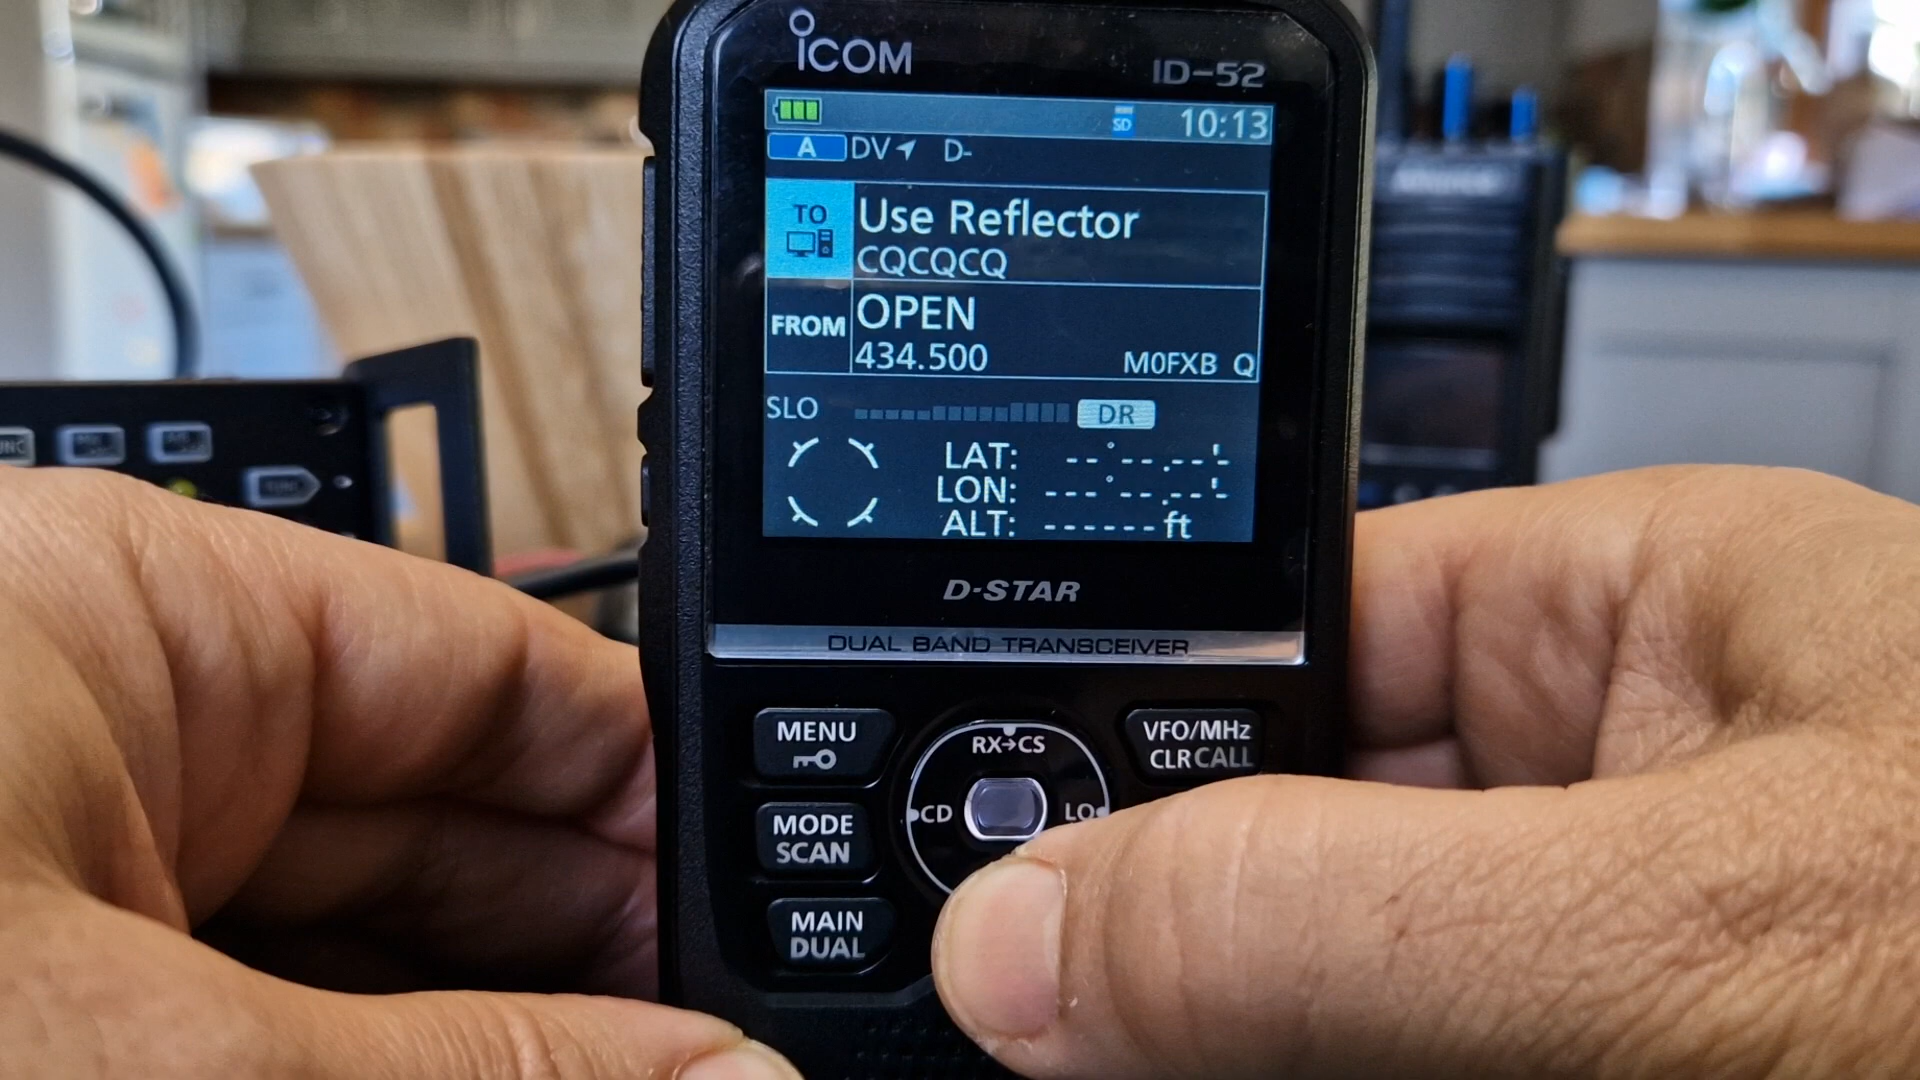 ICOM
ID-52
SD 10:13
A DV D-
TO Use Reflector
CQCQCQ
FROM OPEN
434.500 M0FXB Q
SLO DR
LAT: --°--.--'-
LON: ---°--.--'-
ALT: ------ft
D-STAR
DUAL BAND TRANSCEIVER
MENU RX→CS VFO/MHz
CLR CALL
CD
MODE
SCAN
MAIN
DUAL